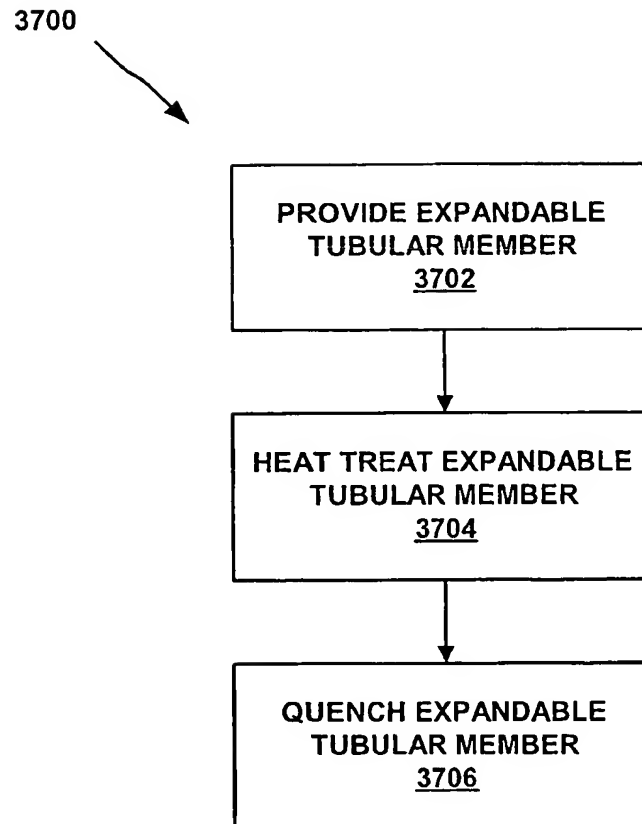 3700
PROVIDE EXPANDABLE
TUBULAR MEMBER
3702
HEAT TREAT EXPANDABLE
TUBULAR MEMBER
3704
QUENCH EXPANDABLE
TUBULAR MEMBER
3706